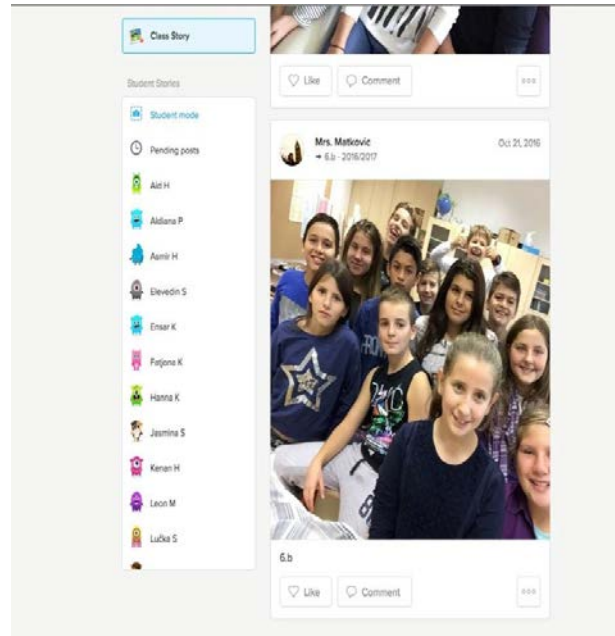 Class Story
Student Stories
Student mode
Pending posts
Aid H
Aldiana P
Asmir H
Elevedin S
Ensar K
Fatjona K
Hanna K
Jasmina S
Kenan H
Leon M
Lučka S
Like Comment
Mrs. Matkovic Oct 21, 2016
6.b - 2016/2017
6.b
Like Comment